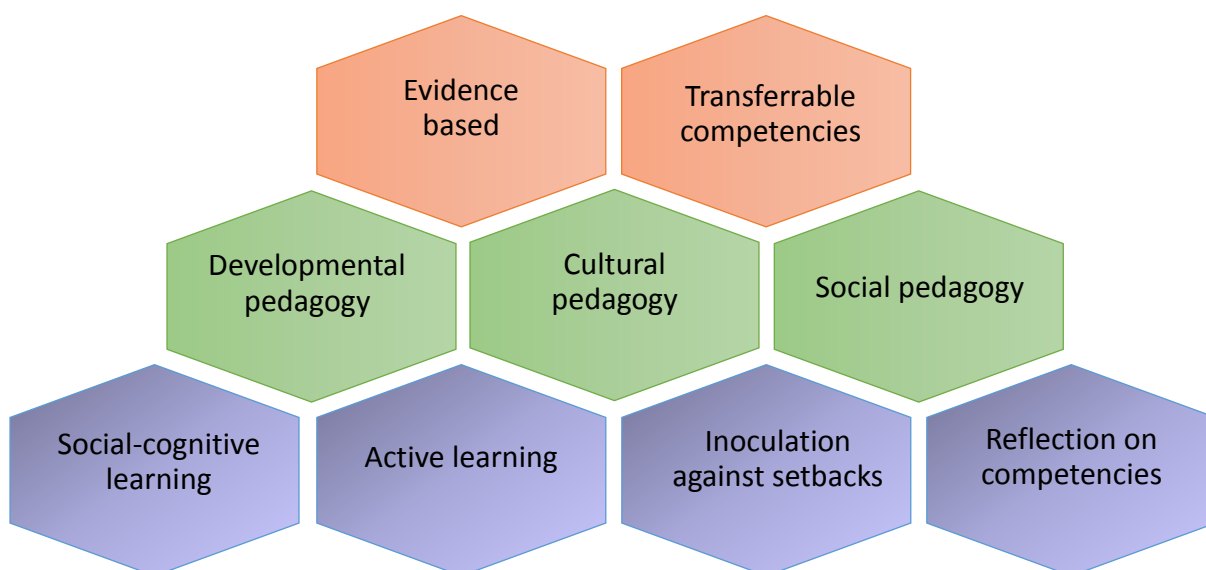 Evidence
based
Transferrable
competencies
Developmental
pedagogy
Cultural
pedagogy
Social pedagogy
Social-cognitive
learning
Active learning
Inoculation
against setbacks
Reflection on
competencies